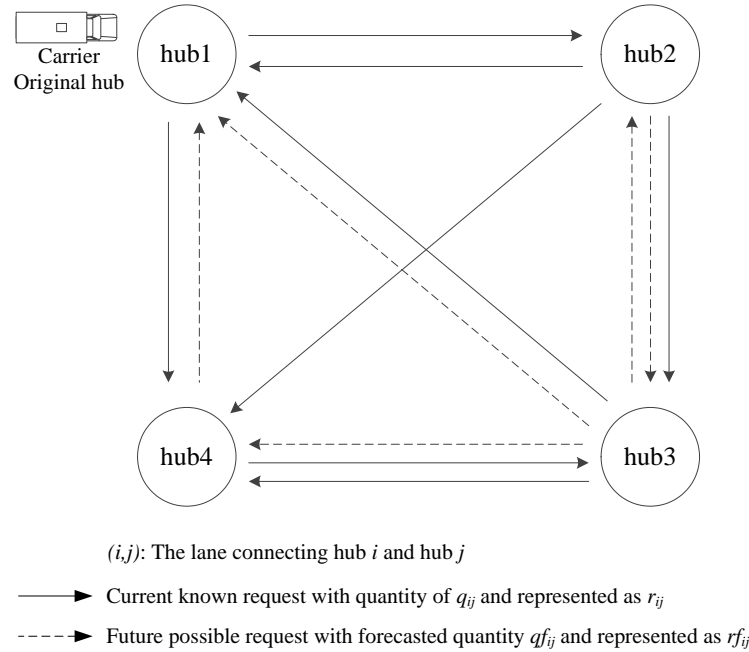 hub1
hub2
Carrier
Original hub
hub4
hub3
(i,j): The lane connecting hub i and hub j
Current known request with quantity of qij and represented as rij
Future possible request with forecasted quantity qfij and represented as rfij